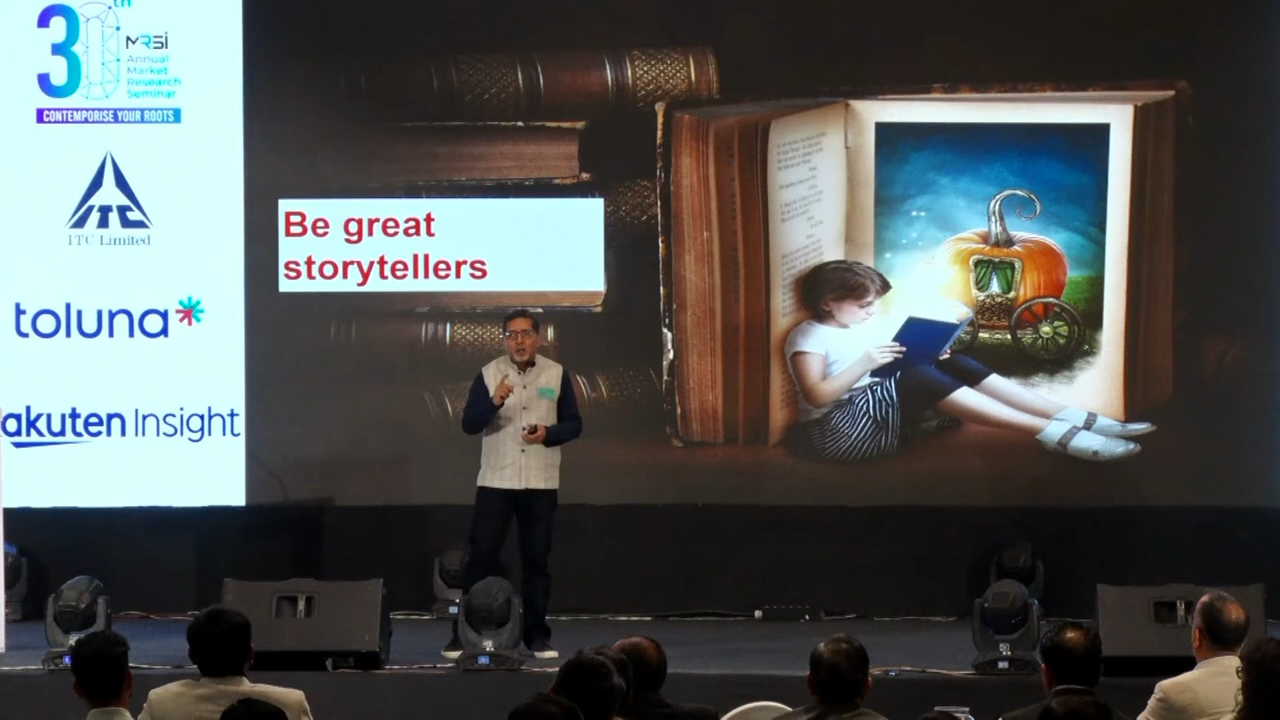 30th
MRSI
Annual
Market
Research
Seminar
CONTEMPORISE YOUR ROOTS
ITC
ITC Limited
toluna
akuten Insight
Be great
storytellers